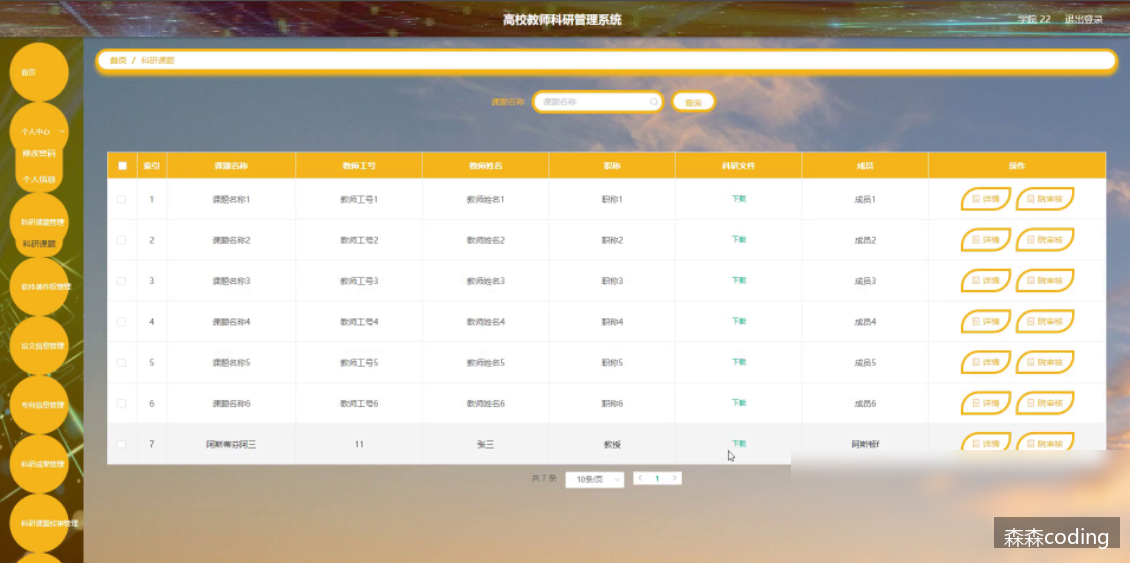 高校教师科研管理系统
学院 22 退出登录
首页
首页 / 科研课题
课题名称 课题名称 查询
个人中心
修改密码
个人信息
科研课题管理
科研课题
软件著作权管理
论文信息管理
专利信息管理
科研成果管理
科研课题校审管理
索引 课题名称 教师工号 教师姓名 职称 科研文件 成员 操作
1 课题名称1 教师工号1 教师姓名1 职称1 下载 成员1 详情 院审核
2 课题名称2 教师工号2 教师姓名2 职称2 下载 成员2 详情 院审核
3 课题名称3 教师工号3 教师姓名3 职称3 下载 成员3 详情 院审核
4 课题名称4 教师工号4 教师姓名4 职称4 下载 成员4 详情 院审核
5 课题名称5 教师工号5 教师姓名5 职称5 下载 成员5 详情 院审核
6 课题名称6 教师工号6 教师姓名6 职称6 下载 成员6 详情 院审核
7 阿斯蒂芬阿三 11 张三 教授 下载 阿斯顿f 详情 院审核
共 7 条 10条/页 1
森森coding